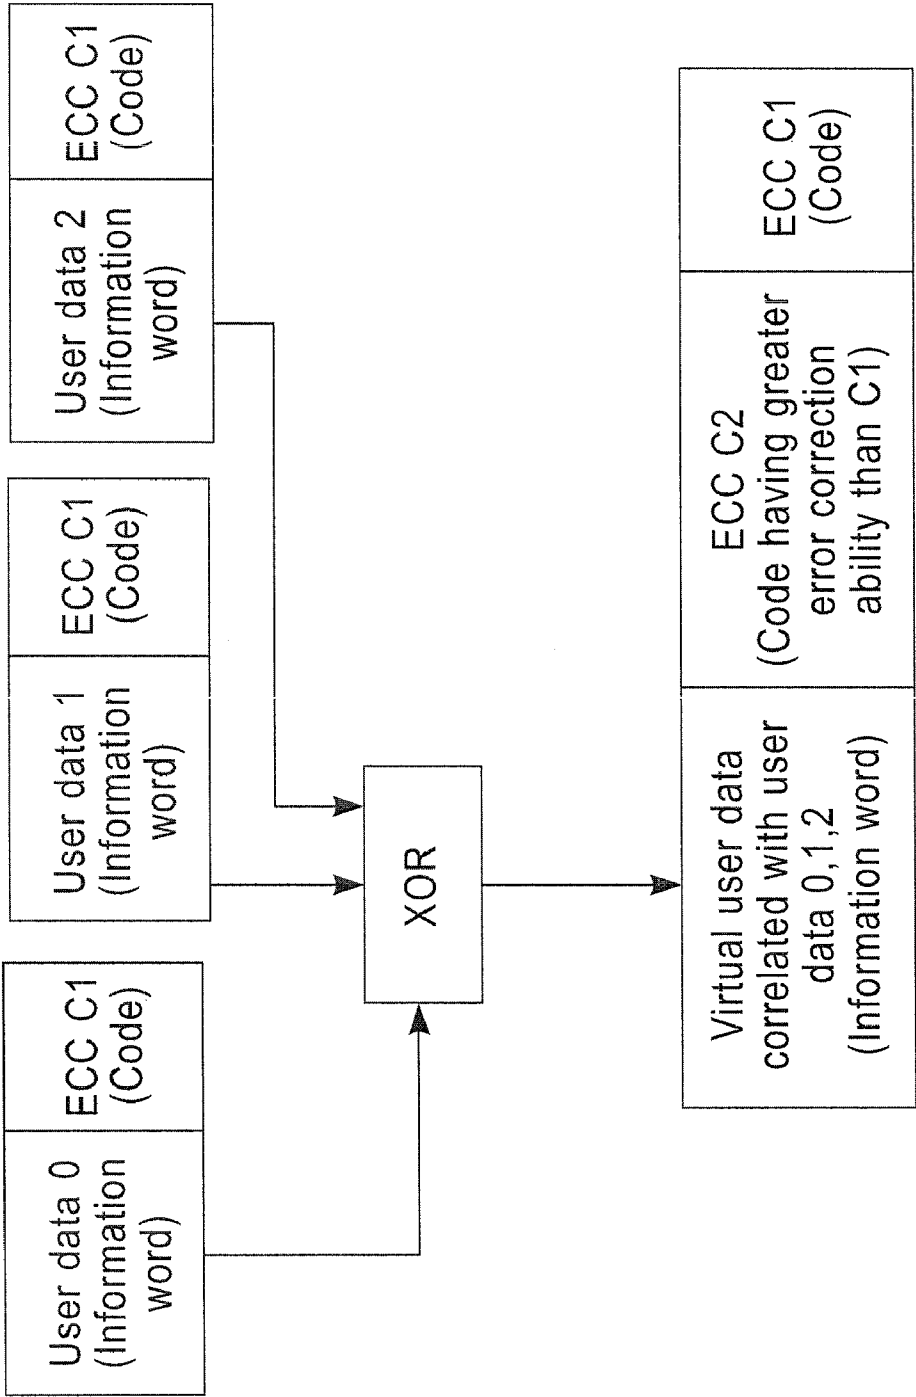 User data 0
(Information
word)
ECC C1
(Code)
User data 1
(Information
word)
ECC C1
(Code)
User data 2
(Information
word)
ECC C1
(Code)
XOR
Virtual user data
correlated with user
data 0,1,2
(Information word)
ECC C2
(Code having greater
error correction
ability than C1)
ECC C1
(Code)